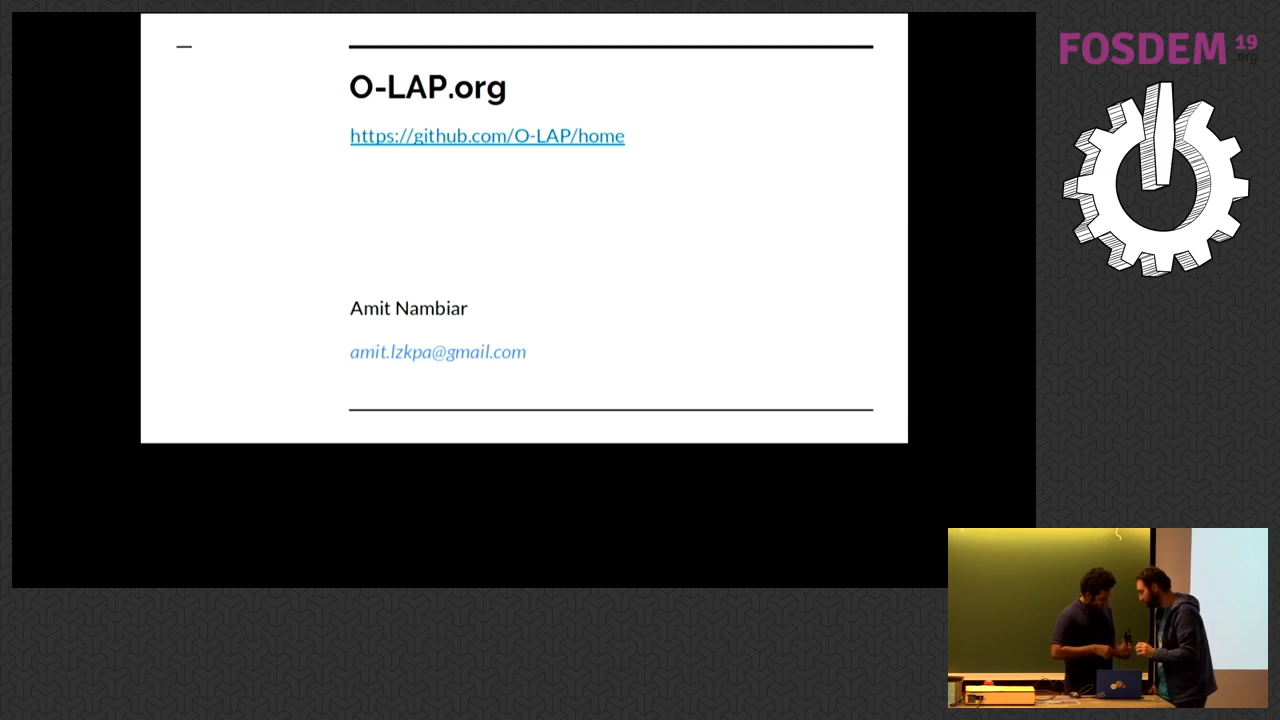 O-LAP.org
https://github.com/O-LAP/home
Amit Nambiar
amit.lzkpa@gmail.com
FOSDEM 19
.org